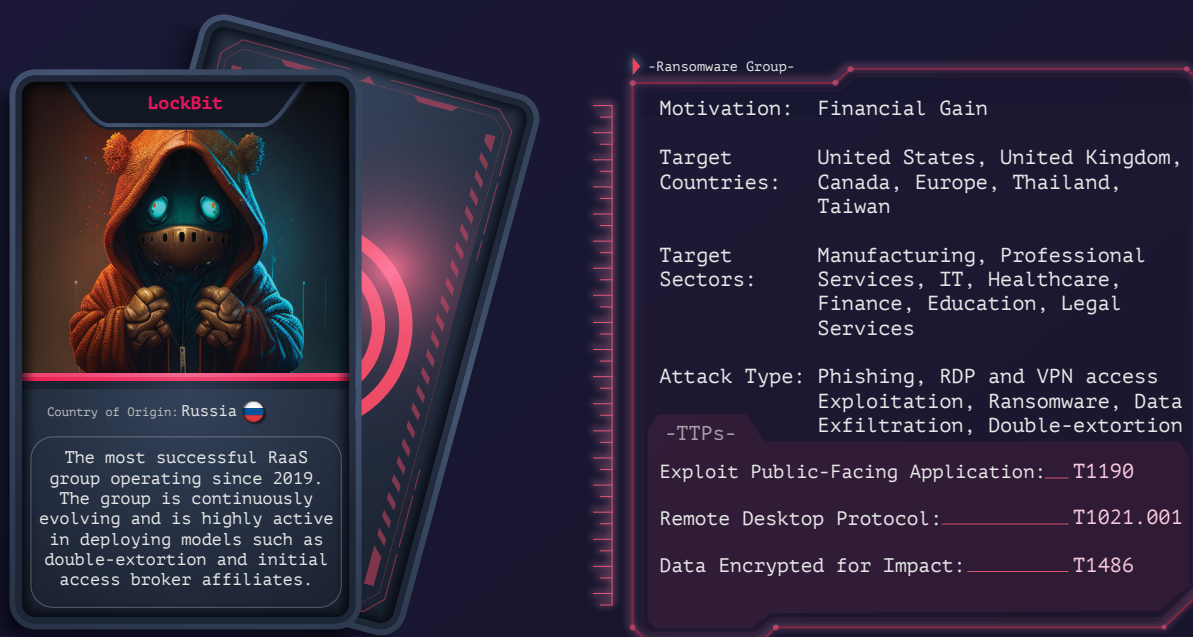 LockBit
Country of Origin: Russia
The most successful RaaS
group operating since 2019.
The group is continuously
evolving and is highly active
in deploying models such as
double-extortion and initial
access broker affiliates.
-Ransomware Group-
Motivation: Financial Gain
Target United States, United Kingdom,
Countries: Canada, Europe, Thailand,
Taiwan
Target Manufacturing, Professional
Sectors: Services, IT, Healthcare,
Finance, Education, Legal
Services
Attack Type: Phishing, RDP and VPN access
Exploitation, Ransomware, Data
Exfiltration, Double-extortion
-TTPs-
Exploit Public-Facing Application: T1190
Remote Desktop Protocol: T1021.001
Data Encrypted for Impact: T1486